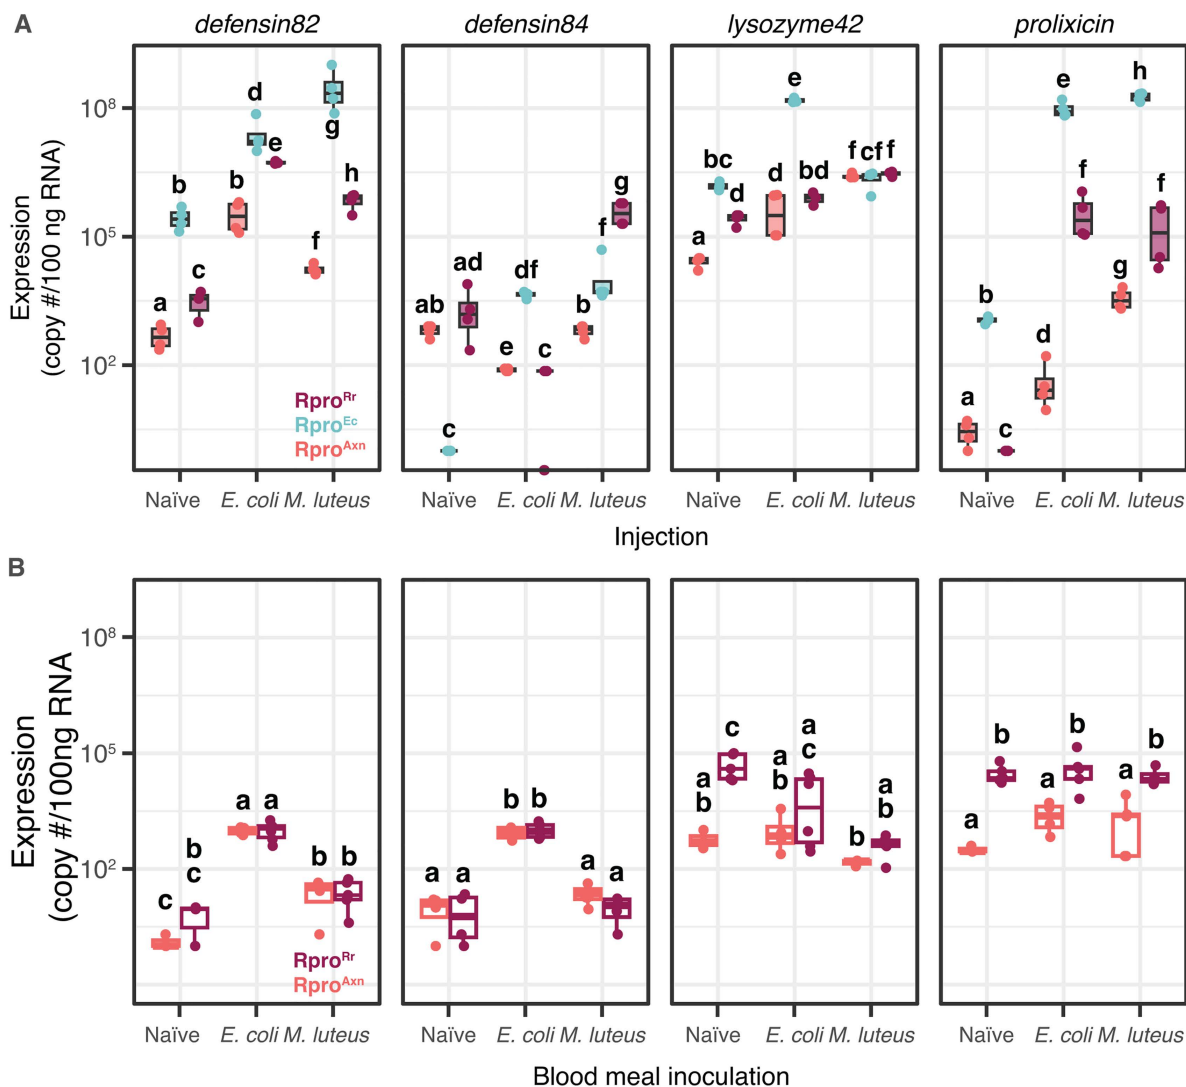 A
defensin82 defensin84 lysozyme42 prolixicin
Expression
(copy #/100 ng RNA)
10⁸
10⁵
10²
a b c b d e f g h
ab c ad e df c b f g
a bc d d e bd f cf f
a b c d e f g h f
Rpro^Rr
Rpro^Ec
Rpro^Axn
Naïve E. coli M. luteus Naïve E. coli M. luteus Naïve E. coli M. luteus Naïve E. coli M. luteus
Injection
B
Expression
(copy #/100ng RNA
10⁸
10⁵
10²
c b c a a b b
a a b b a a
a b c a b a c b a b
a b a b a b
Rpro^Rr
Rpro^Axn
Naïve E. coli M. luteus Naïve E. coli M. luteus Naïve E. coli M. luteus Naïve E. coli M. luteus
Blood meal inoculation